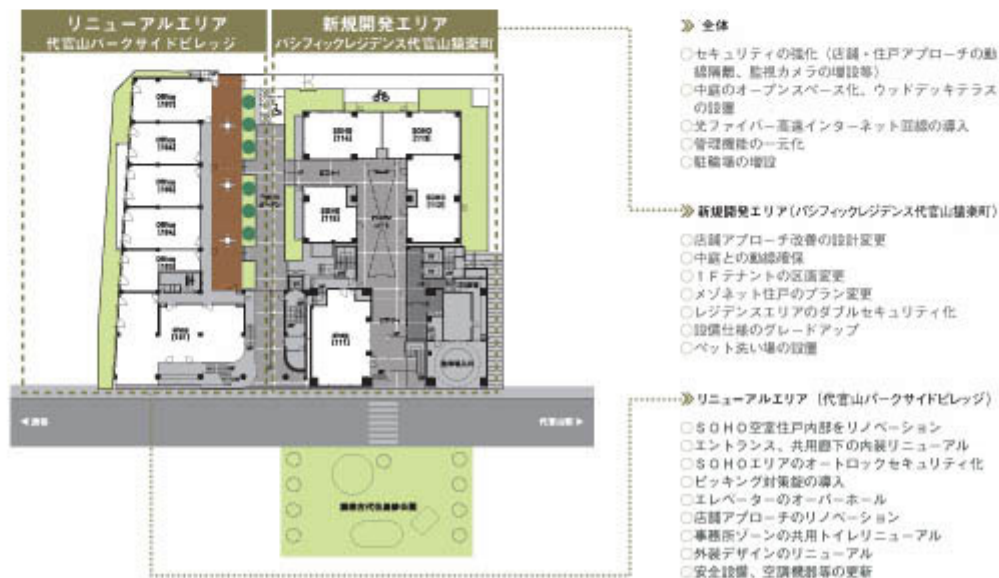 リニューアルエリア
代官山パークサイドビレッジ
新規開発エリア
パシフィックレジデンス代官山猿楽町
全体
○セキュリティの強化（店舗・住戸アプローチの動
線隔離、監視カメラの増設等）
○中庭のオープンスペース化、ウッドデッキテラス
の設置
○光ファイバー高速インターネット回線の導入
○管理機能の一元化
○駐輪場の増設
新規開発エリア（パシフィックレジデンス代官山猿楽町）
○店舗アプローチ改善の設計変更
○中庭との動線確保
○１Ｆテナントの区画変更
○メゾネット住戸のプラン変更
○レジデンスエリアのダブルセキュリティ化
○設備仕様のグレードアップ
○ペット洗い場の設置
リニューアルエリア（代官山パークサイドビレッジ）
○ＳＯＨＯ空室住戸内部をリノベーション
○エントランス、共用廊下の内装リニューアル
○ＳＯＨＯエリアのオートロックセキュリティ化
○ピッキング対策錠の導入
○エレベーターのオーバーホール
○店舗アプローチのリノベーション
○事務所ゾーンの共用トイレリニューアル
○外装デザインのリニューアル
○安全設備、空調機器等の更新
Office
Office
Office
Office
Office
SOHO
SOHO
SOHO
SOHO
shop
[101]
shop
[111]
代官山駅